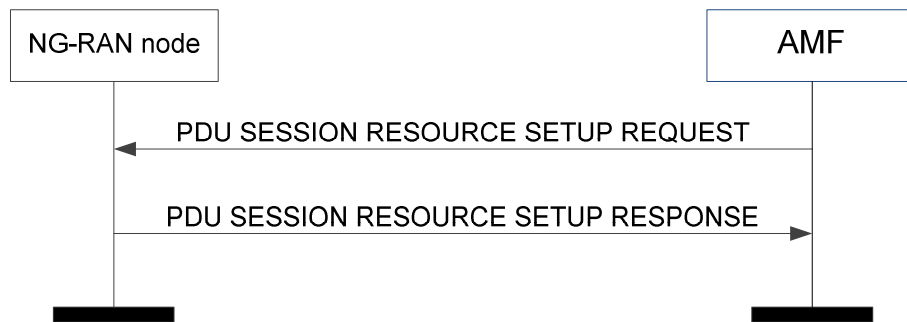 NG-RAN node
AMF
PDU SESSION RESOURCE SETUP REQUEST
PDU SESSION RESOURCE SETUP RESPONSE